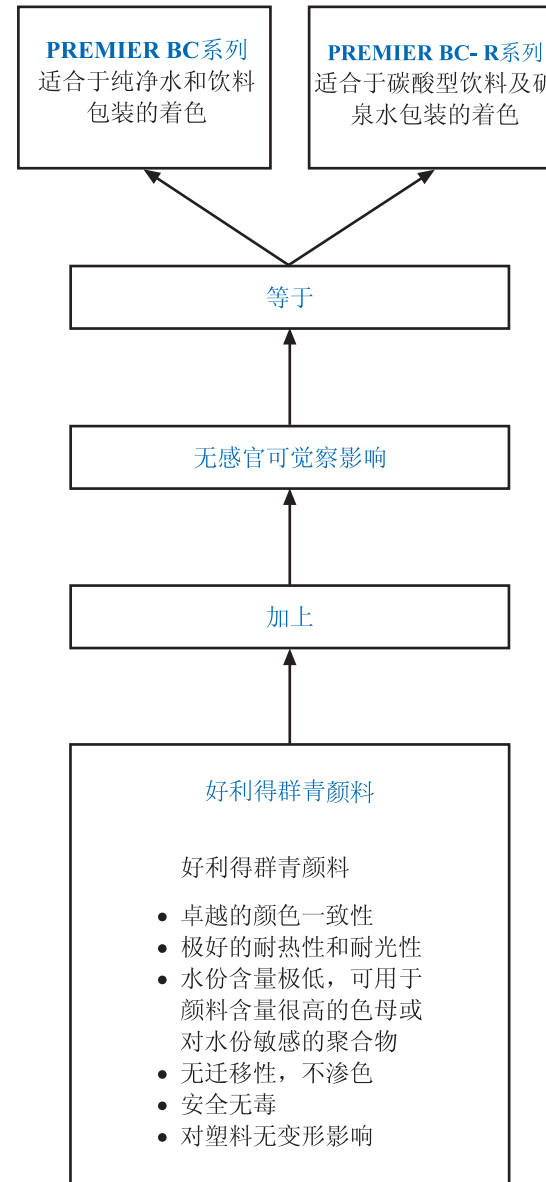 PREMIER BC系列
适合于纯净水和饮料
包装的着色
PREMIER BC- R系列
适合于碳酸型饮料及矿
泉水包装的着色
等于
无感官可觉察影响
加上
好利得群青颜料
好利得群青颜料
• 卓越的颜色一致性
• 极好的耐热性和耐光性
• 水份含量极低，可用于
颜料含量很高的色母或
对水份敏感的聚合物
• 无迁移性，不渗色
• 安全无毒
• 对塑料无变形影响